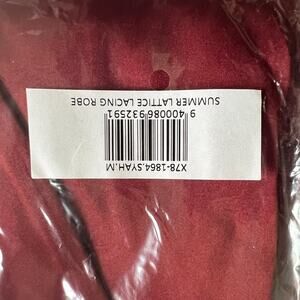 X78-1864.SYAH.M
9 400086 932591
SUMMER LATTICE LACING ROBE